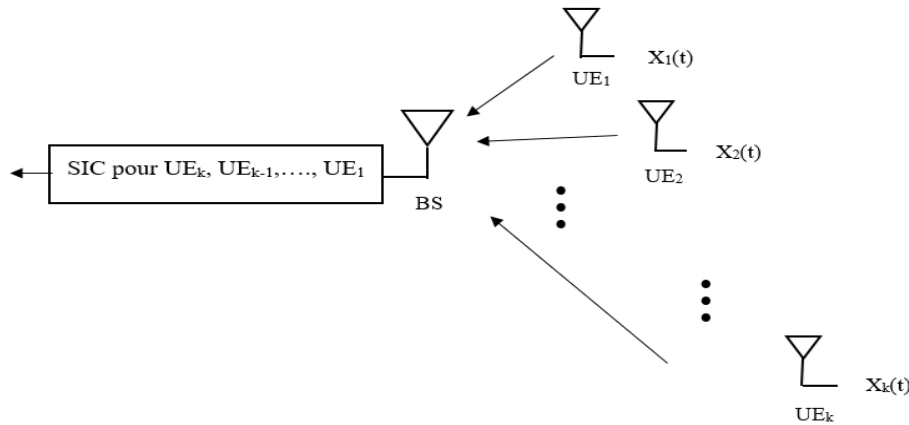 X₁(t)
UE₁
X₂(t)
UE₂
SIC pour UEₖ, UEₖ₋₁,...., UE₁
BS
Xₖ(t)
UEₖ